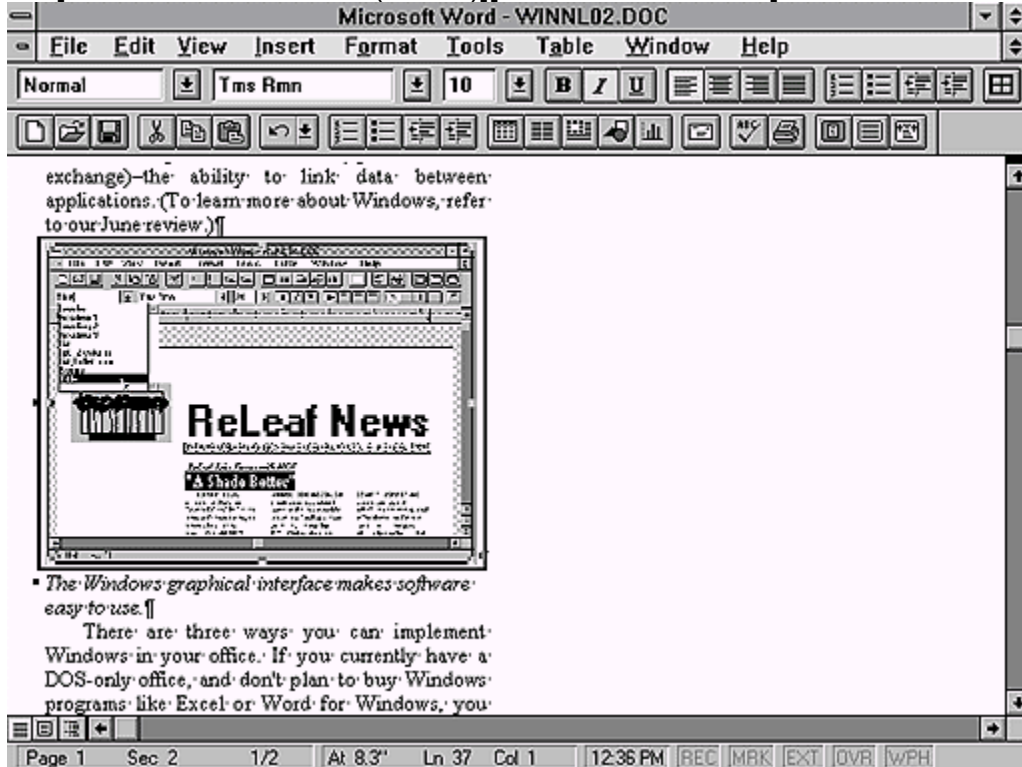 Microsoft Word - WINNL02.DOC
File Edit View Insert Format Tools Table Window Help
Normal Tms Rmn 10 B I U
ABC
exchange)–the ability to link data between
applications. (To learn more about Windows, refer
to our June review.)¶
ReLeaf News
"A Shade Better"
The Windows graphical interface makes software
easy to use.¶
There are three ways you can implement
Windows in your office. If you currently have a
DOS-only office, and don't plan to buy Windows
programs like Excel or Word for Windows, you
Page 1 Sec 2 1/2 At 8.3" Ln 37 Col 1 12:36 PM REC MRK EXT OVR WPH